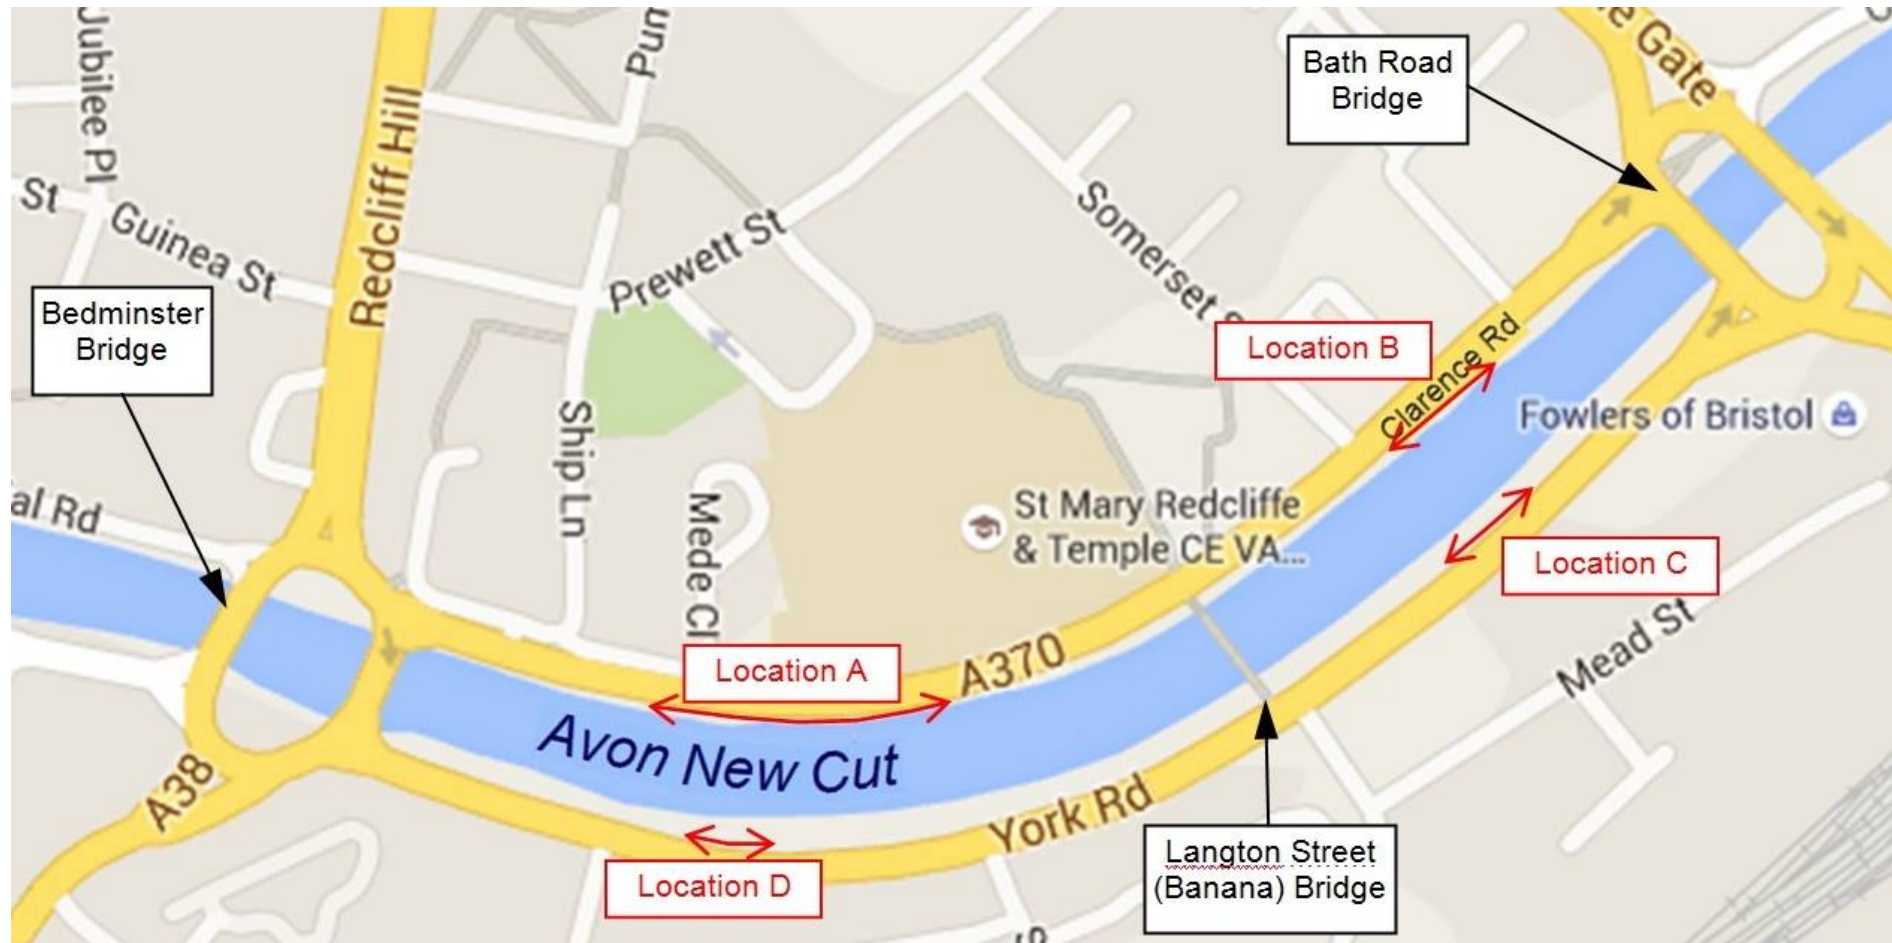 Jubilee Pl
Pun
e Gate
Bath Road
Bridge
Redcliff Hill
St
Guinea St
Prewett St
Somerset S
Bedminster
Bridge
Clarence Rd
Location B
Fowlers of Bristol
Ship Ln
al Rd
Mede Cl
St Mary Redcliffe
& Temple CE VA...
Location C
Mead St
Location A
A370
Avon New Cut
A38
York Rd
Langton Street
(Banana) Bridge
Location D